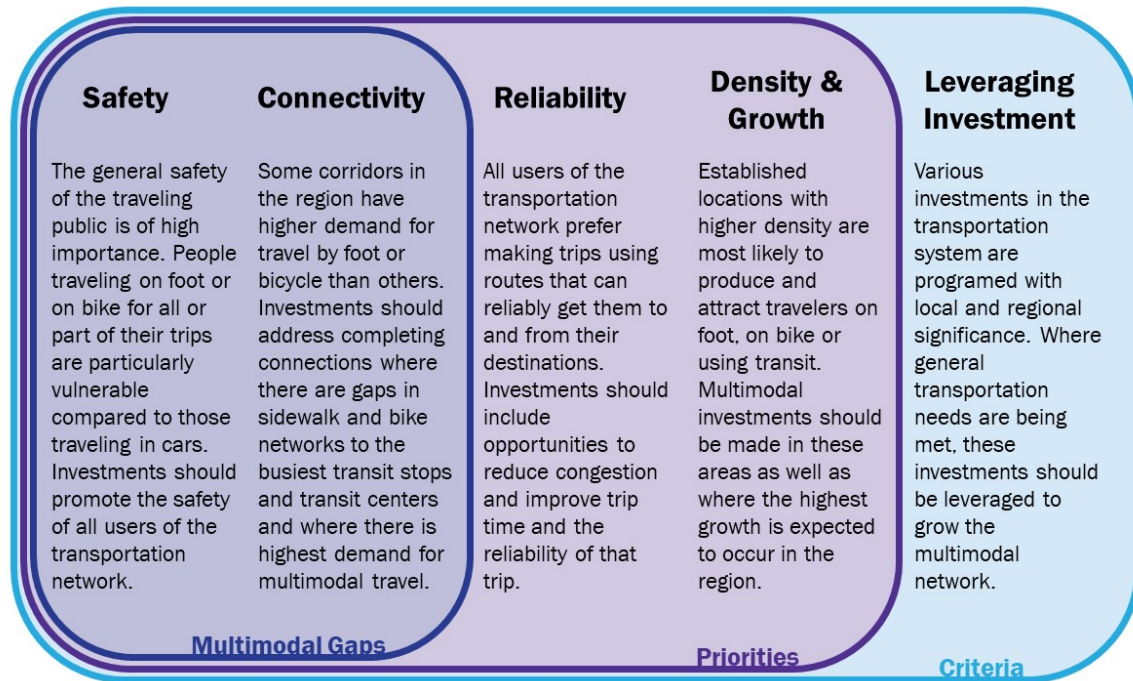 Safety
The general safety
of the traveling
public is of high
importance. People
traveling on foot or
on bike for all or
part of their trips
are particularly
vulnerable
compared to those
traveling in cars.
Investments should
promote the safety
of all users of the
transportation
network.
Connectivity
Some corridors in
the region have
higher demand for
travel by foot or
bicycle than others.
Investments should
address completing
connections where
there are gaps in
sidewalk and bike
networks to the
busiest transit stops
and transit centers
and where there is
highest demand for
multimodal travel.
Reliability
All users of the
transportation
network prefer
making trips using
routes that can
reliably get them to
and from their
destinations.
Investments should
include
opportunities to
reduce congestion
and improve trip
time and the
reliability of that
trip.
Density &
Growth
Established
locations with
higher density are
most likely to
produce and
attract travelers on
foot, on bike or
using transit.
Multimodal
investments should
be made in these
areas as well as
where the highest
growth is expected
to occur in the
region.
Leveraging
Investment
Various
investments in the
transportation
system are
programed with
local and regional
significance. Where
general
transportation
needs are being
met, these
investments should
be leveraged to
grow the
multimodal
network.
Multimodal Gaps
Priorities
Criteria